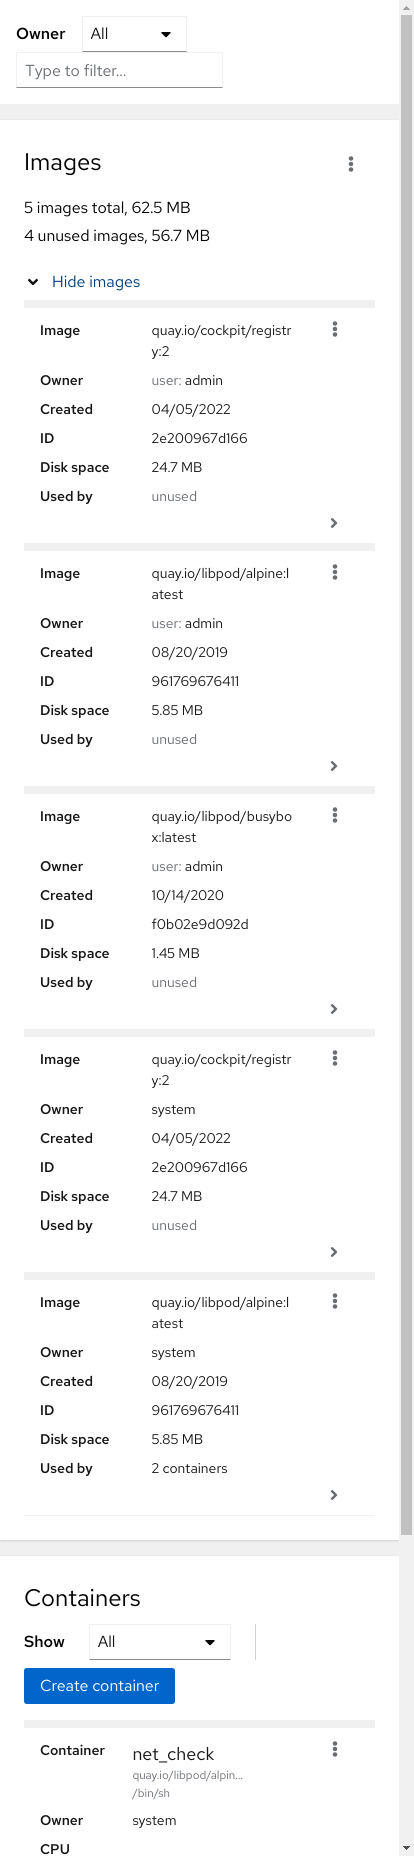 Owner All
Type to filter...
Images
5 images total, 62.5 MB
4 unused images, 56.7 MB
Hide images
Image quay.io/cockpit/registr
y:2
Owner user: admin
Created 04/05/2022
ID 2e200967d166
Disk space 24.7 MB
Used by unused
Image quay.io/libpod/alpine:l
atest
Owner user: admin
Created 08/20/2019
ID 961769676411
Disk space 5.85 MB
Used by unused
Image quay.io/libpod/busybo
x:latest
Owner user: admin
Created 10/14/2020
ID f0b02e9d092d
Disk space 1.45 MB
Used by unused
Image quay.io/cockpit/registr
y:2
Owner system
Created 04/05/2022
ID 2e200967d166
Disk space 24.7 MB
Used by unused
Image quay.io/libpod/alpine:l
atest
Owner system
Created 08/20/2019
ID 961769676411
Disk space 5.85 MB
Used by 2 containers
Containers
Show All
Create container
Container net_check
quay.io/libpod/alpin...
/bin/sh
Owner system
CPU